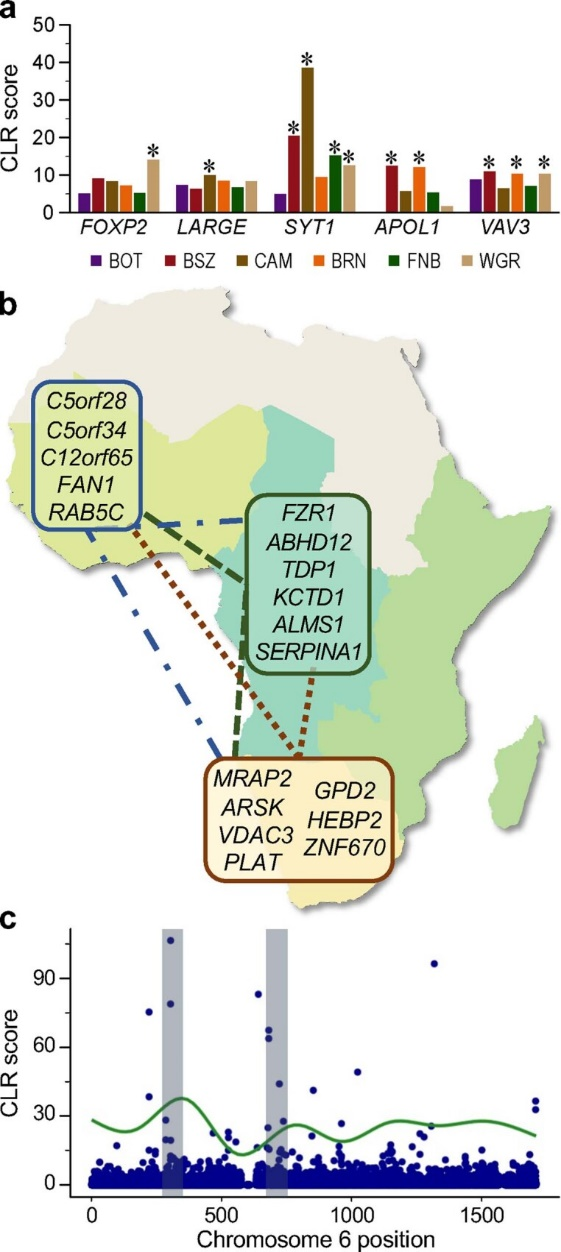 a
CLR score
50
40
30
20
10
0
*
*
*
*
*
*
*
*
*
*
*
FOXP2 LARGE SYT1 APOL1 VAV3
BOT BSZ CAM BRN FNB WGR
b
C5orf28
C5orf34
C12orf65
FAN1
RAB5C
FZR1
ABHD12
TDP1
KCTD1
ALMS1
SERPINA1
MRAP2
ARSK
VDAC3
PLAT
GPD2
HEBP2
ZNF670
c
CLR score
90
60
30
0
0 500 1000 1500
Chromosome 6 position